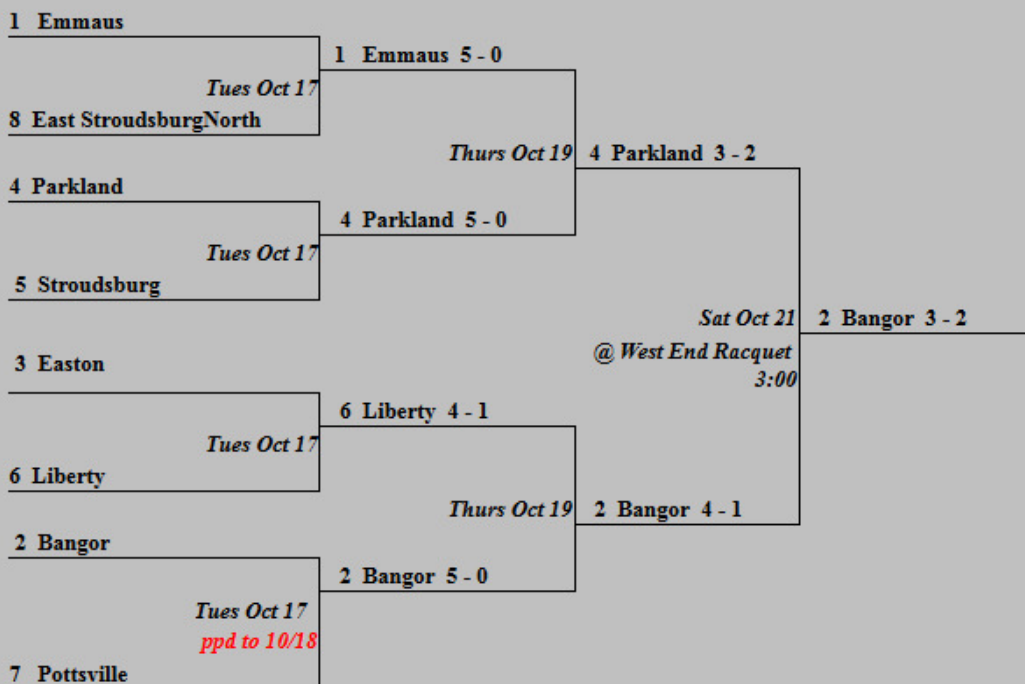 1 Emmaus
1 Emmaus 5 - 0
Tues Oct 17
8 East StroudsburgNorth
Thurs Oct 19
4 Parkland 3 - 2
4 Parkland
4 Parkland 5 - 0
Tues Oct 17
5 Stroudsburg
Sat Oct 21
2 Bangor 3 - 2
@ West End Racquet
3:00
3 Easton
6 Liberty 4 - 1
Tues Oct 17
6 Liberty
Thurs Oct 19
2 Bangor 4 - 1
2 Bangor
2 Bangor 5 - 0
Tues Oct 17
ppd to 10/18
7 Pottsville